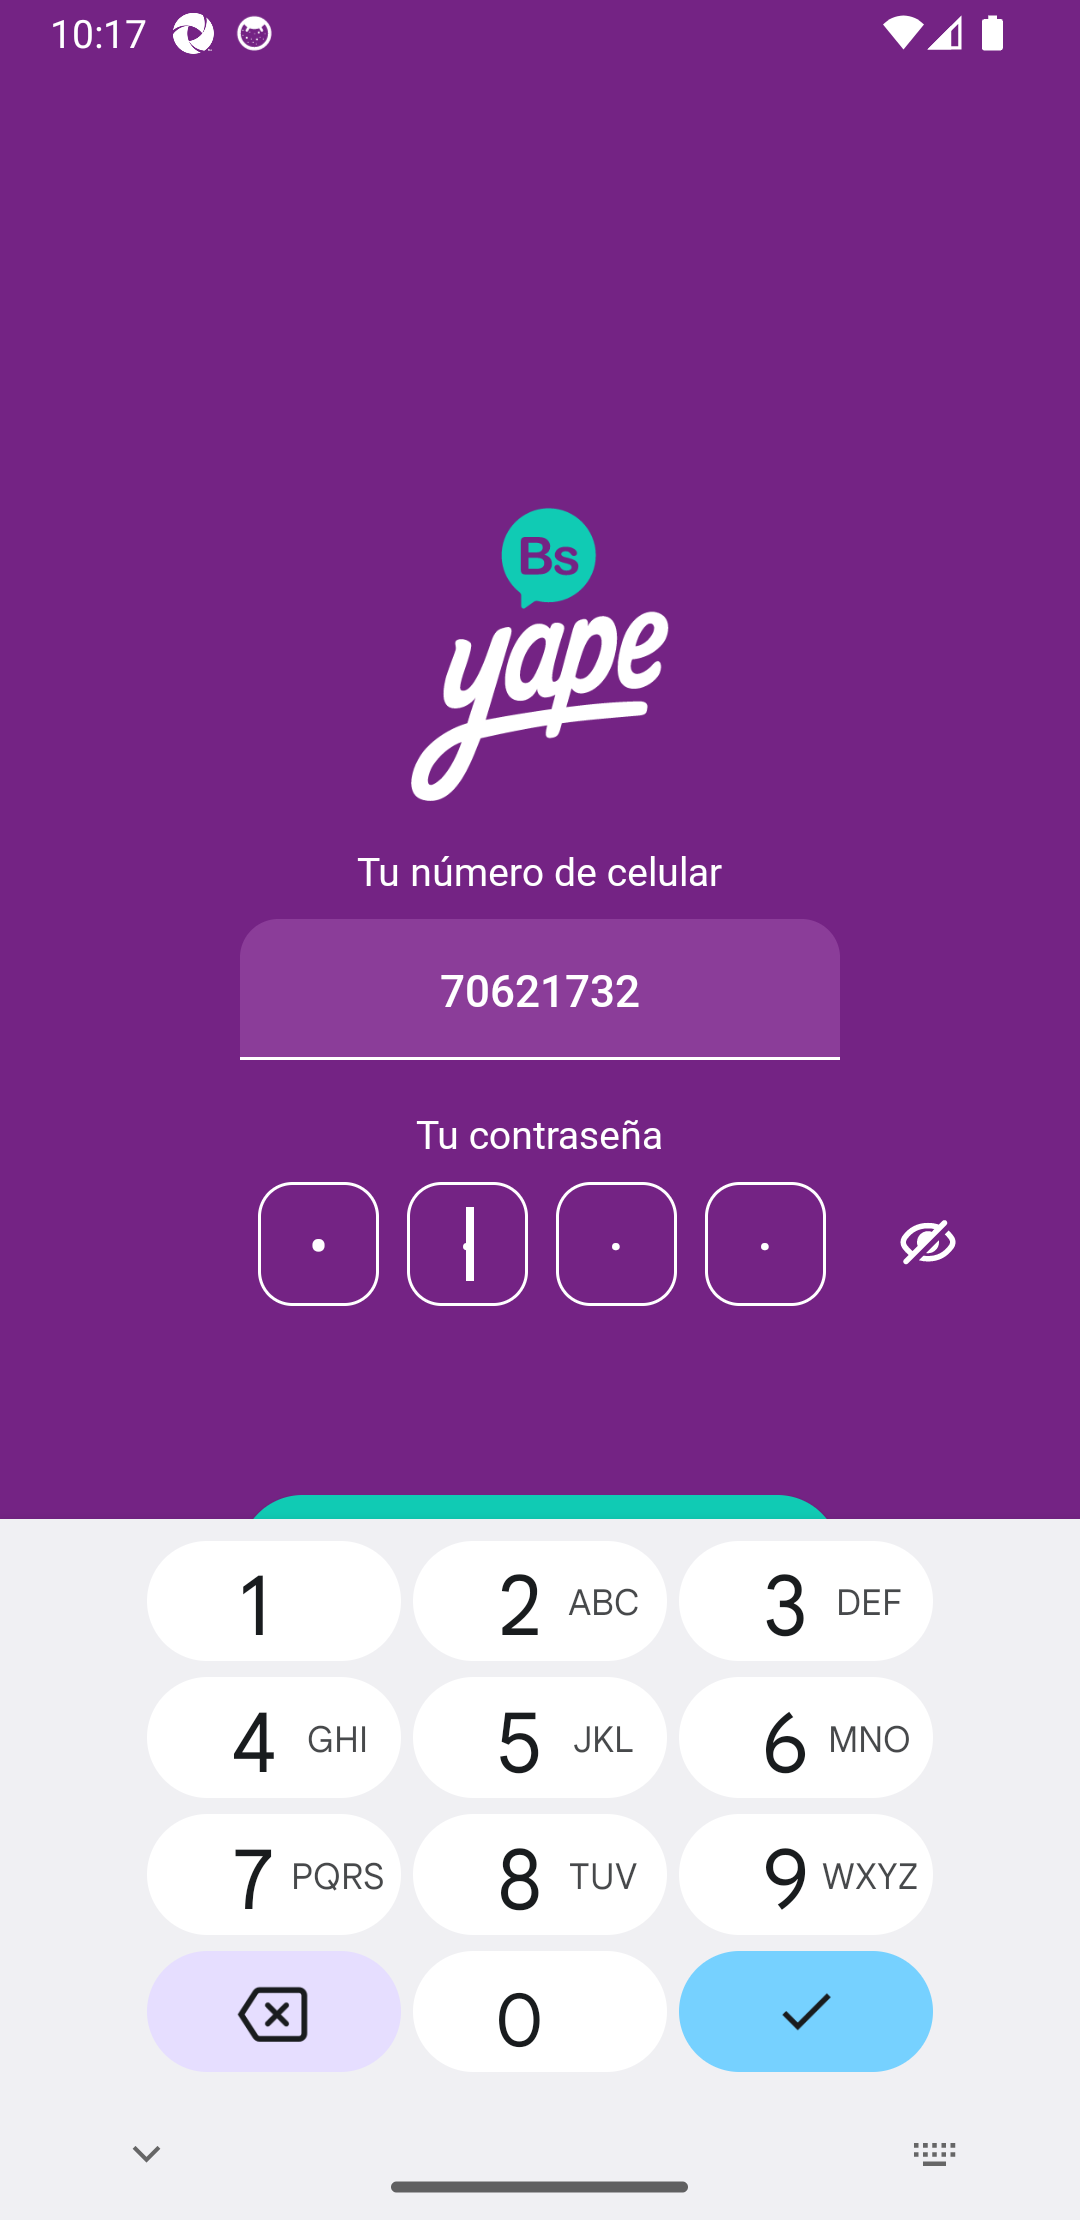 10:17
Bs
yape
Tu número de celular
70621732
Tu contraseña
1
2 ABC
3 DEF
4 GHI
5 JKL
6 MNO
7 PQRS
8 TUV
9 WXYZ
0